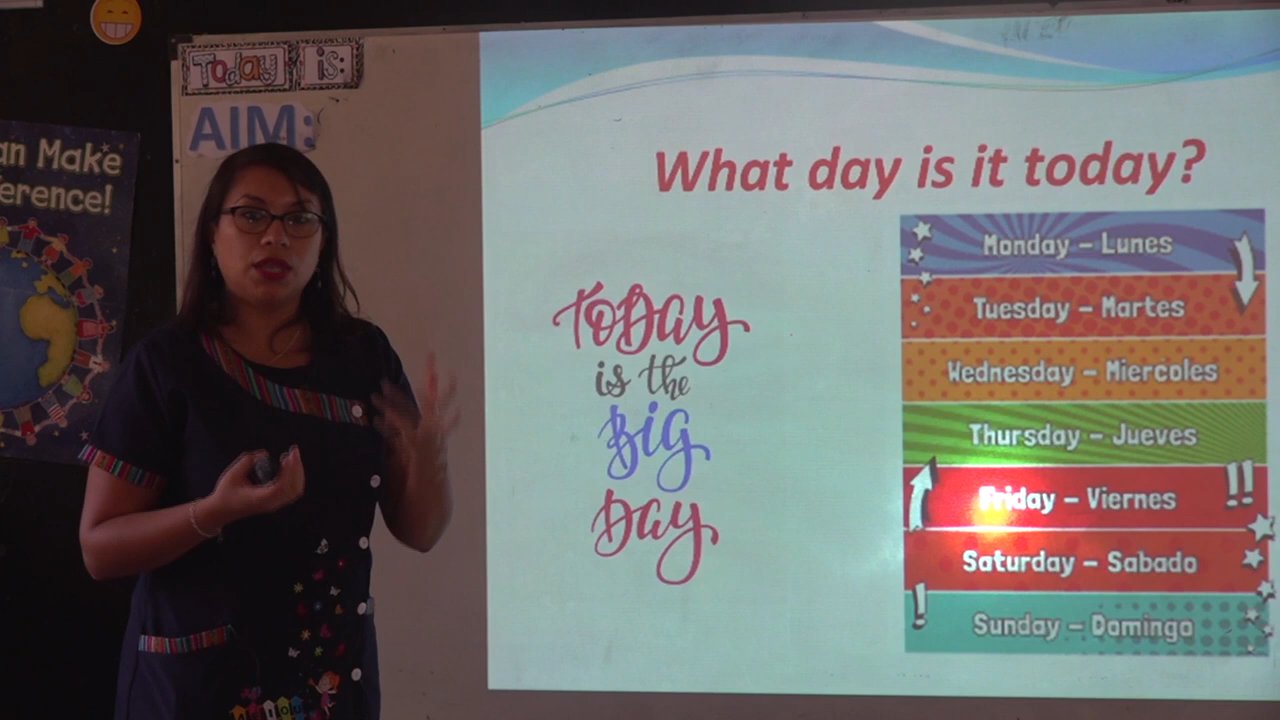 Today is:
AIM:
an Make
erence!
What day is it today?
Today
is the
Big
Day
Monday – Lunes
Tuesday – Martes
Wednesday – Miercoles
Thursday – Jueves
Friday – Viernes
Saturday – Sabado
Sunday – Domingo